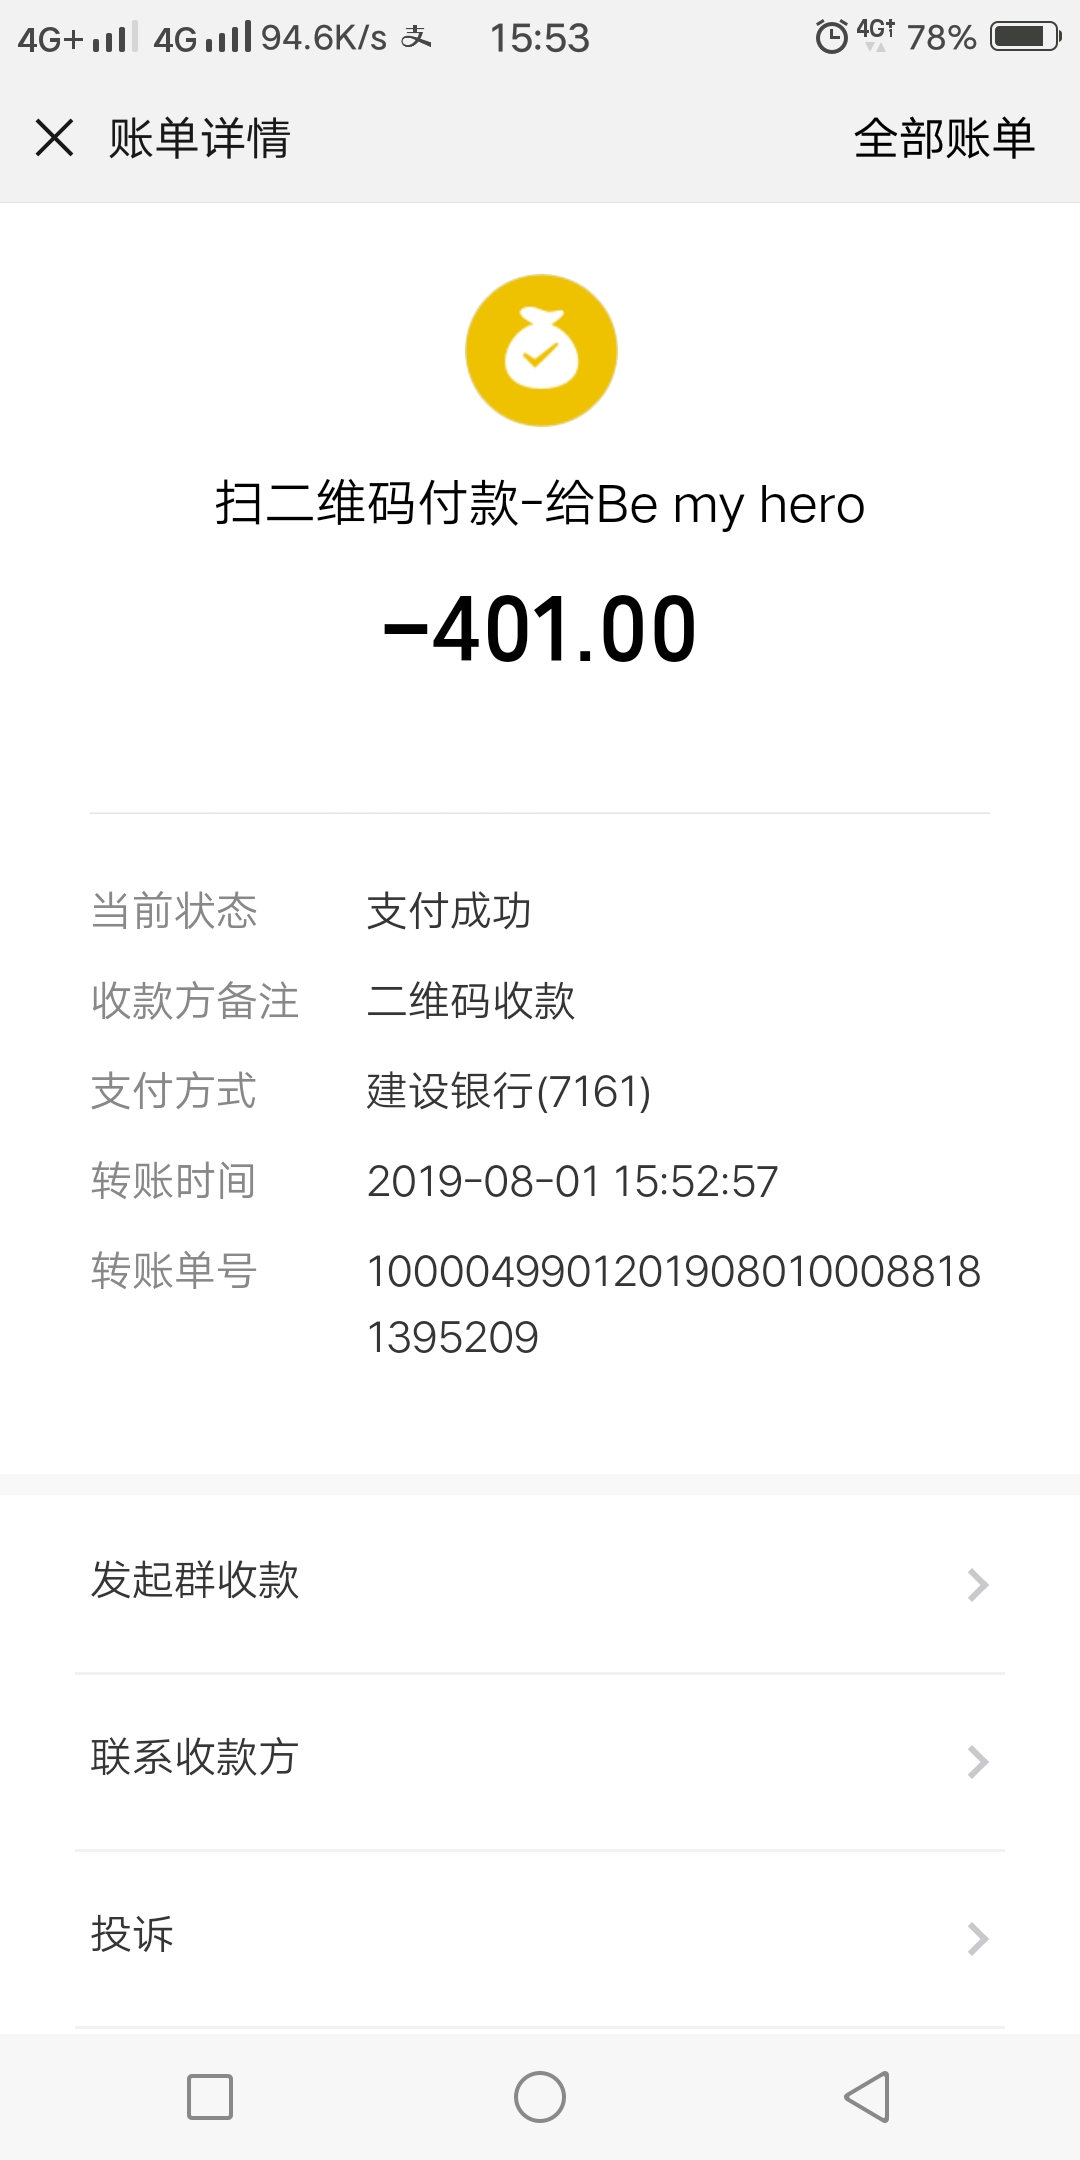 4G+ 4G 94.6K/s 支 15:53 4G+ 78%
账单详情 全部账单
扫二维码付款-给Be my hero
-401.00
当前状态 支付成功
收款方备注 二维码收款
支付方式 建设银行(7161)
转账时间 2019-08-01 15:52:57
转账单号 1000049901201908010008818
1395209
发起群收款
联系收款方
投诉